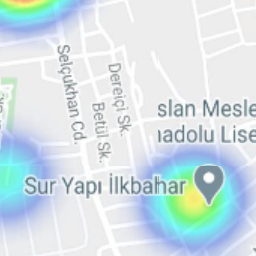 Selçukhan Cd.
Dereiçi Sk.
Betül Sk.
slan Mesle
nadolu Lise
Sur Yapı İlkbahar